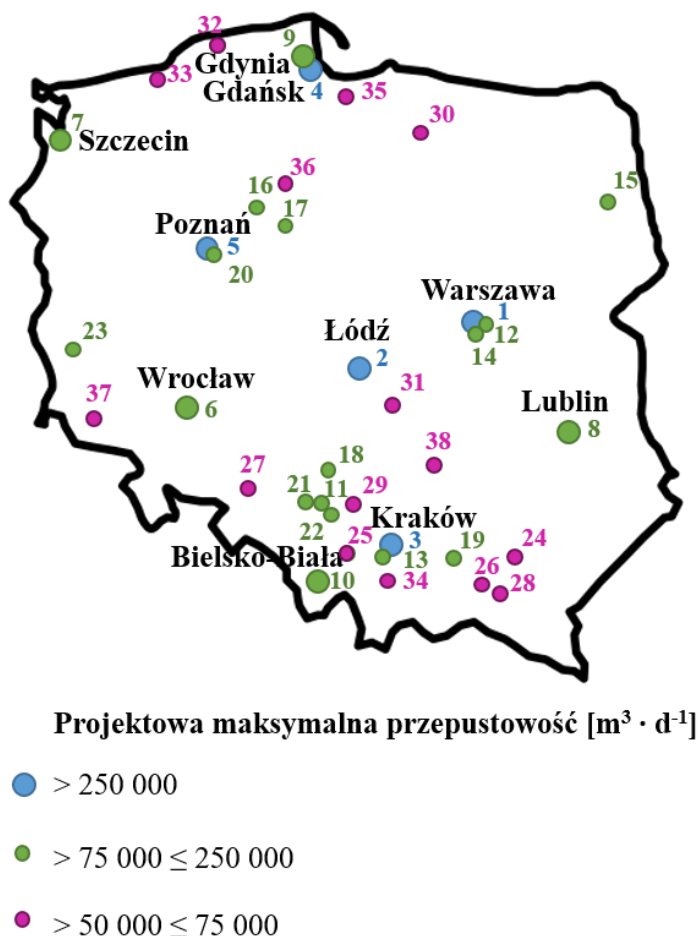 32
9
Gdynia
33
Gdańsk 4
35
30
7
Szczecin
36
16
17
15
Poznań
5
20
Warszawa
1
12
14
Łódź
2
23
31
Wrocław
6
37
Lublin
8
18
38
27
21 11 29
22
Kraków
3
25
19
24
Bielsko-Biała
13
26
10
34
28
Projektowa maksymalna przepustowość [m³ · d⁻¹]
> 250 000
> 75 000 ≤ 250 000
> 50 000 ≤ 75 000